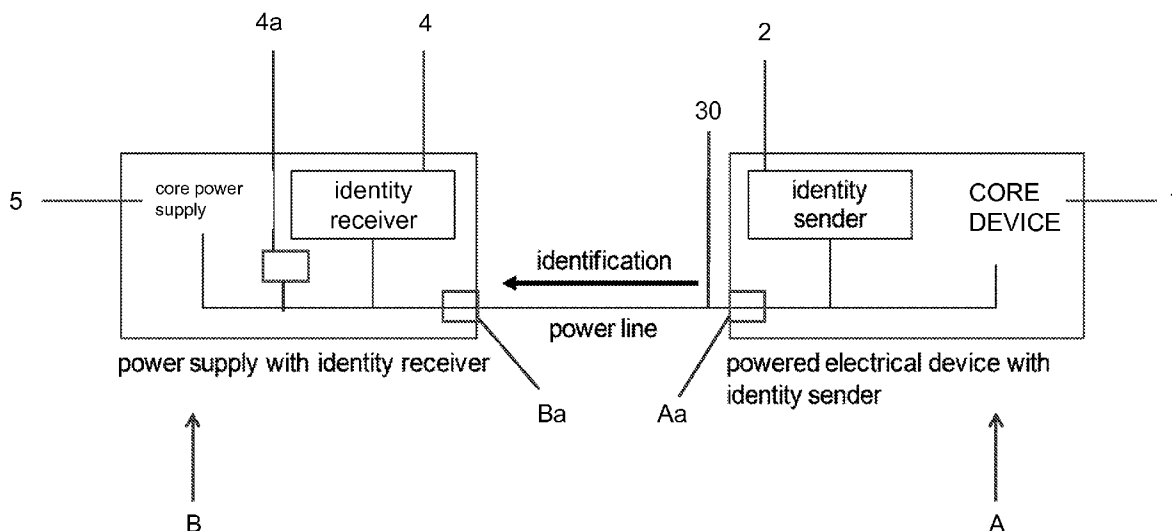 4a
4
2
30
5
core power
supply
identity
receiver
identity
sender
CORE
DEVICE
identification
power line
power supply with identity receiver
powered electrical device with
identity sender
Ba
Aa
B
A